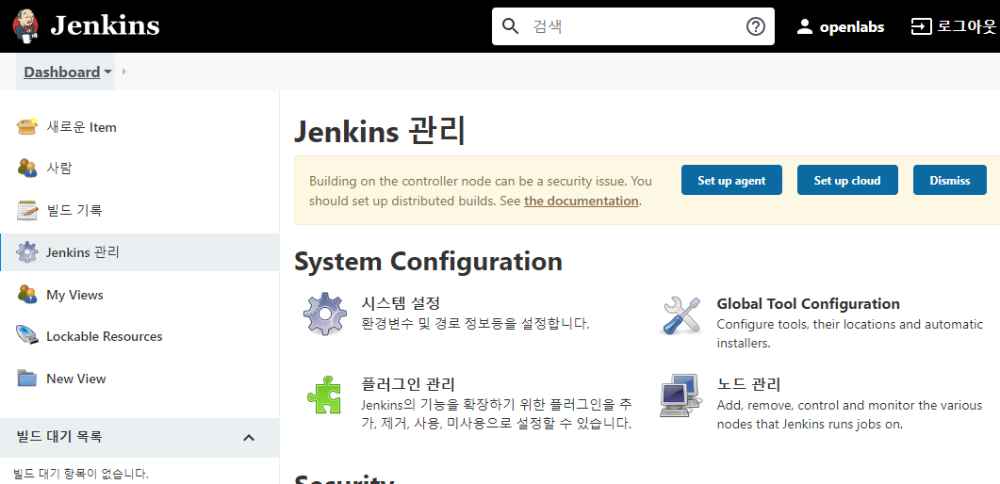 Jenkins
검색
openlabs
로그아웃
Dashboard
새로운 Item
사람
빌드 기록
Jenkins 관리
My Views
Lockable Resources
New View
빌드 대기 목록
빌드 대기 항목이 없습니다.
Jenkins 관리
Building on the controller node can be a security issue. You
should set up distributed builds. See the documentation.
Set up agent
Set up cloud
Dismiss
System Configuration
시스템 설정
환경변수 및 경로 정보등을 설정합니다.
Global Tool Configuration
Configure tools, their locations and automatic
installers.
플러그인 관리
Jenkins의 기능을 확장하기 위한 플러그인을 추
가, 제거, 사용, 미사용으로 설정할 수 있습니다.
노드 관리
Add, remove, control and monitor the various
nodes that Jenkins runs jobs on.
Security